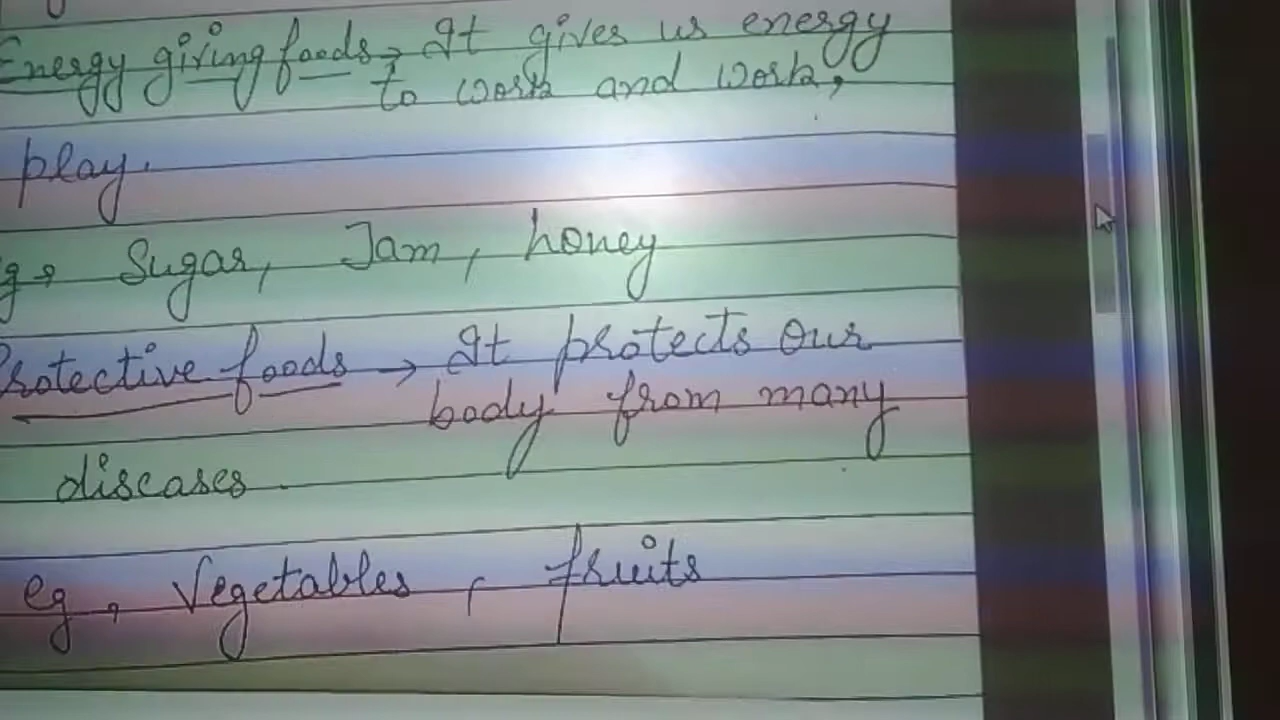 Energy giving foods → It gives us energy
to work and work,
play.
eg → Sugar, Jam, honey
Protective foods → It protects our
body from many
diseases.
eg → Vegetables, fruits